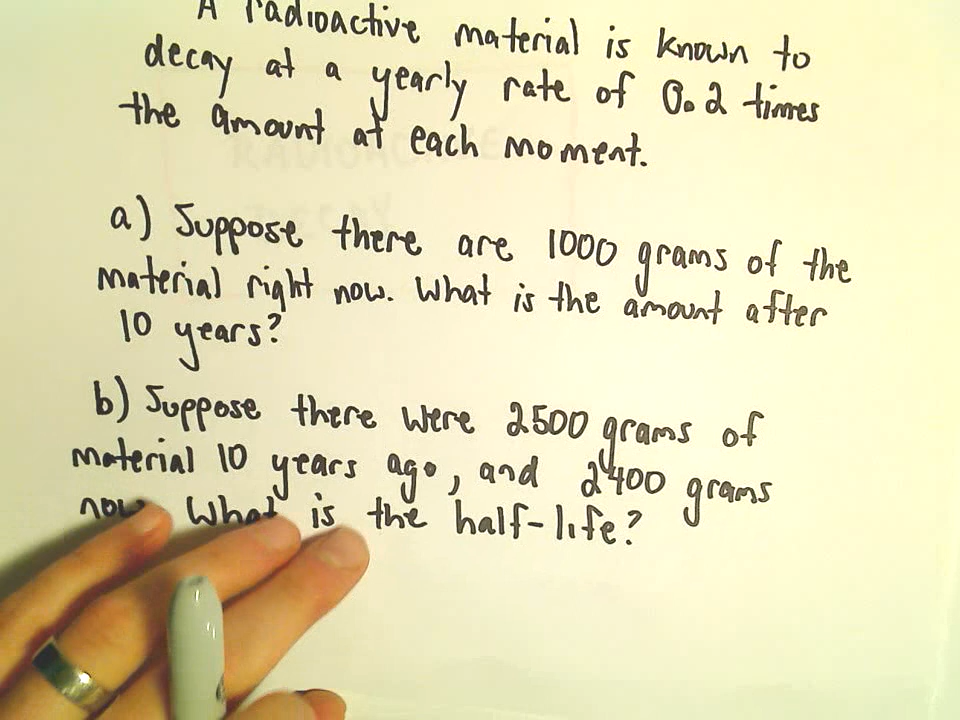 A radioactive material is known to
decay at a yearly rate of 0.2 times
the amount at each moment.
a) Suppose there are 1000 grams of the
material right now. What is the amount after
10 years?
b) Suppose there were 2500 grams of
material 10 years ago, and 2400 grams
now. What is the half-life?